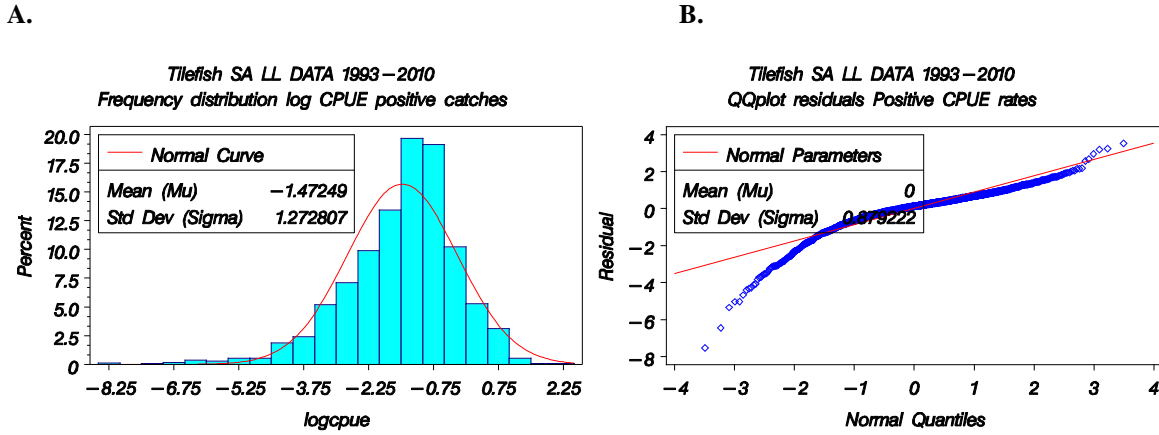 A.
Tilefish SA LL DATA 1993−2010
Frequency distribution log CPUE positive catches
Percent
20.0
17.5
15.0
12.5
10.0
7.5
5.0
2.5
0
Normal Curve
Mean (Mu) −1.47249
Std Dev (Sigma) 1.272807
−8.25 −6.75 −5.25 −3.75 −2.25 −0.75 0.75 2.25
logcpue
B.
Tilefish SA LL DATA 1993−2010
QQplot residuals Positive CPUE rates
Residual
4
2
0
−2
−4
−6
−8
Normal Parameters
Mean (Mu) 0
Std Dev (Sigma) 0.879222
−4 −3 −2 −1 0 1 2 3 4
Normal Quantiles